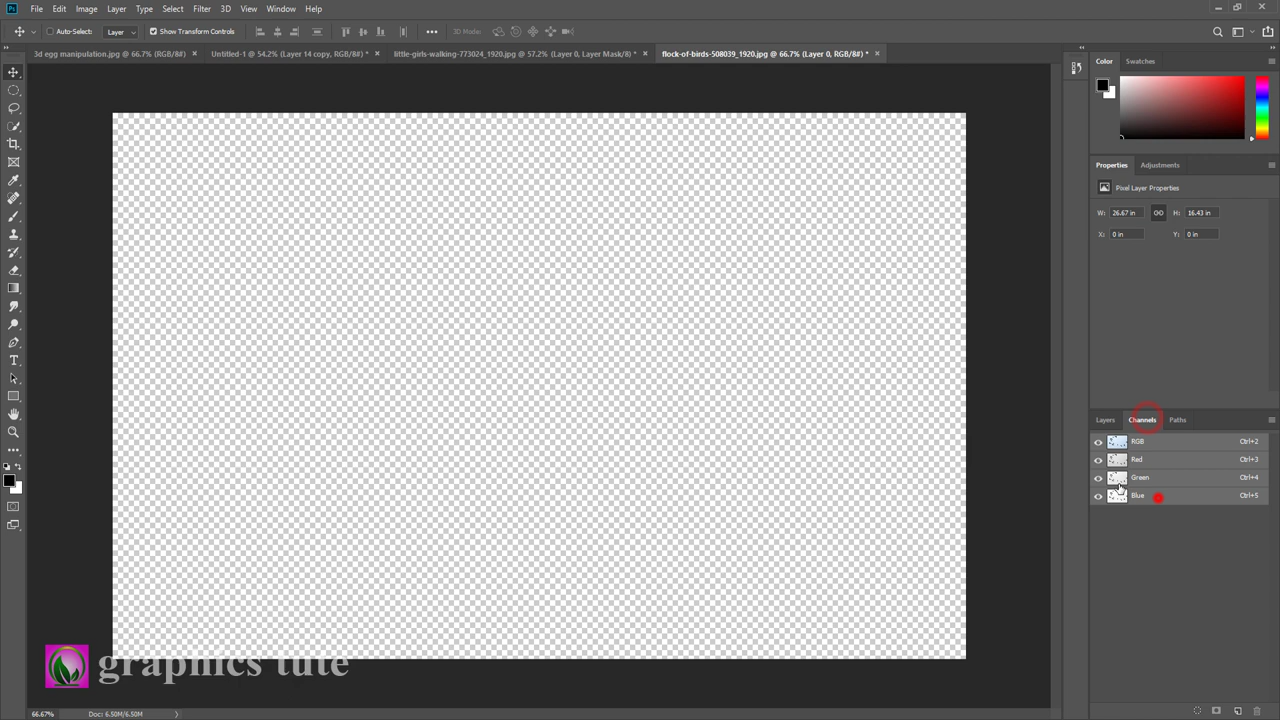 Ps File Edit Image Layer Type Select Filter 3D View Window Help
Auto-Select: Layer Show Transform Controls 3D Mode:
3d egg manipulation.jpg @ 66.7% (RGB/8#) Untitled-1 @ 54.2% (Layer 14 copy, RGB/8#) * little-girls-walking-773024_1920.jpg @ 57.2% (Layer 0, Layer Mask/8) * flock-of-birds-508039_1920.jpg @ 66.7% (Layer 0, RGB/8#) *
Color Swatches
Properties Adjustments
Pixel Layer Properties
W: 26.67 in H: 16.43 in
X: 0 in Y: 0 in
Layers Channels Paths
RGB Ctrl+2
Red Ctrl+3
Green Ctrl+4
Blue Ctrl+5
graphics tute
66.67% Doc: 6.50M/6.50M